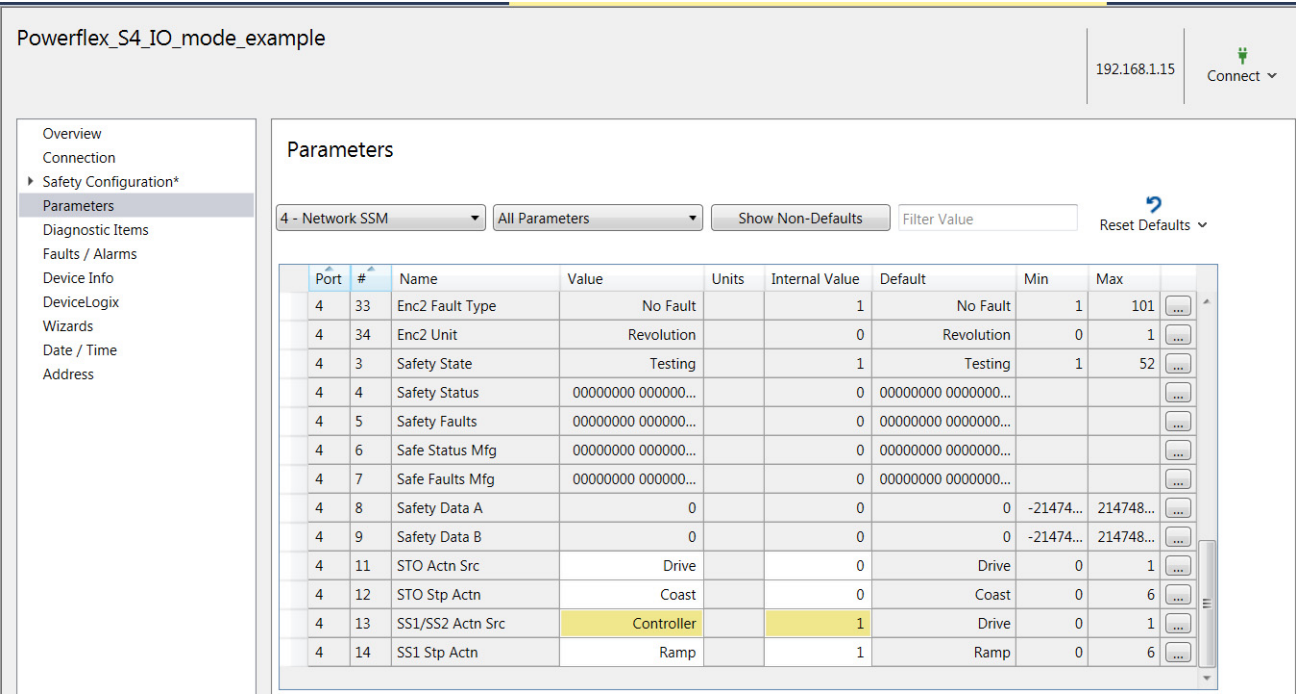 Powerflex_S4_IO_mode_example
192.168.1.15
Connect
Overview
Connection
Safety Configuration*
Parameters
Diagnostic Items
Faults / Alarms
Device Info
DeviceLogix
Wizards
Date / Time
Address
Parameters
4 - Network SSM All Parameters Show Non-Defaults Filter Value Reset Defaults
Port # Name Value Units Internal Value Default Min Max
4 33 Enc2 Fault Type No Fault 1 No Fault 1 101 ...
4 34 Enc2 Unit Revolution 0 Revolution 0 1 ...
4 3 Safety State Testing 1 Testing 1 52 ...
4 4 Safety Status 00000000 000000... 0 00000000 0000000... ...
4 5 Safety Faults 00000000 000000... 0 00000000 0000000... ...
4 6 Safe Status Mfg 00000000 000000... 0 00000000 0000000... ...
4 7 Safe Faults Mfg 00000000 000000... 0 00000000 0000000... ...
4 8 Safety Data A 0 0 0 -21474... 214748... ...
4 9 Safety Data B 0 0 0 -21474... 214748... ...
4 11 STO Actn Src Drive 0 Drive 0 1 ...
4 12 STO Stp Actn Coast 0 Coast 0 6 ...
4 13 SS1/SS2 Actn Src Controller 1 Drive 0 1 ...
4 14 SS1 Stp Actn Ramp 1 Ramp 0 6 ...